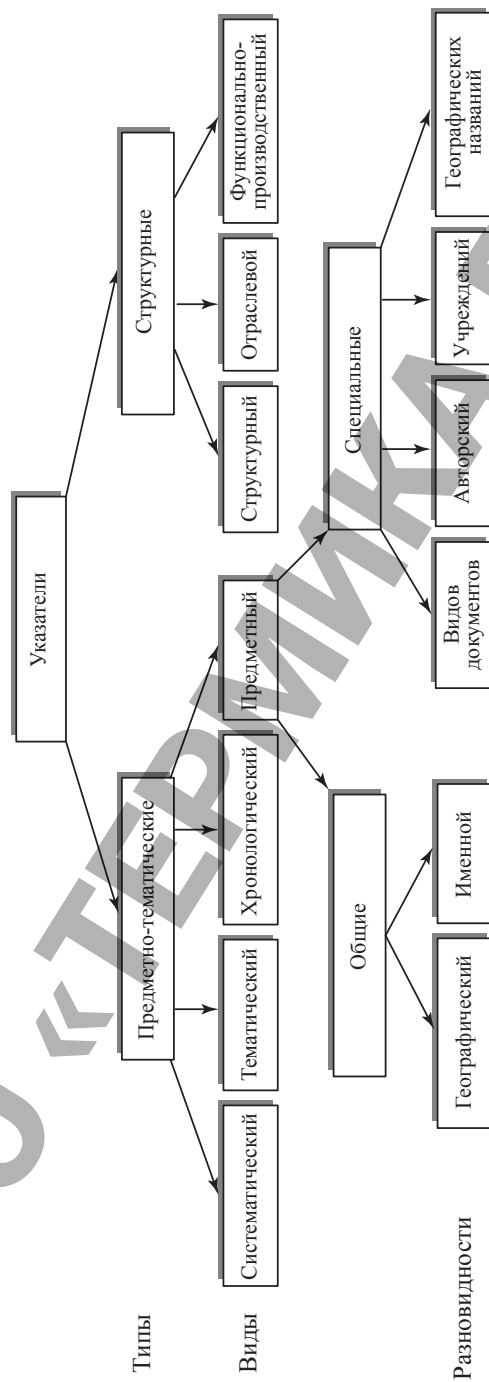 Указатели
Типы
Предметно-тематические
Структурные
Виды
Систематический
Тематический
Хронологический
Предметный
Структурный
Отраслевой
Функционально-
производственный
Общие
Специальные
Разновидности
Географический
Именной
Видов
документов
Авторский
Учреждений
Географических
названий
О «ТЕРМИКА